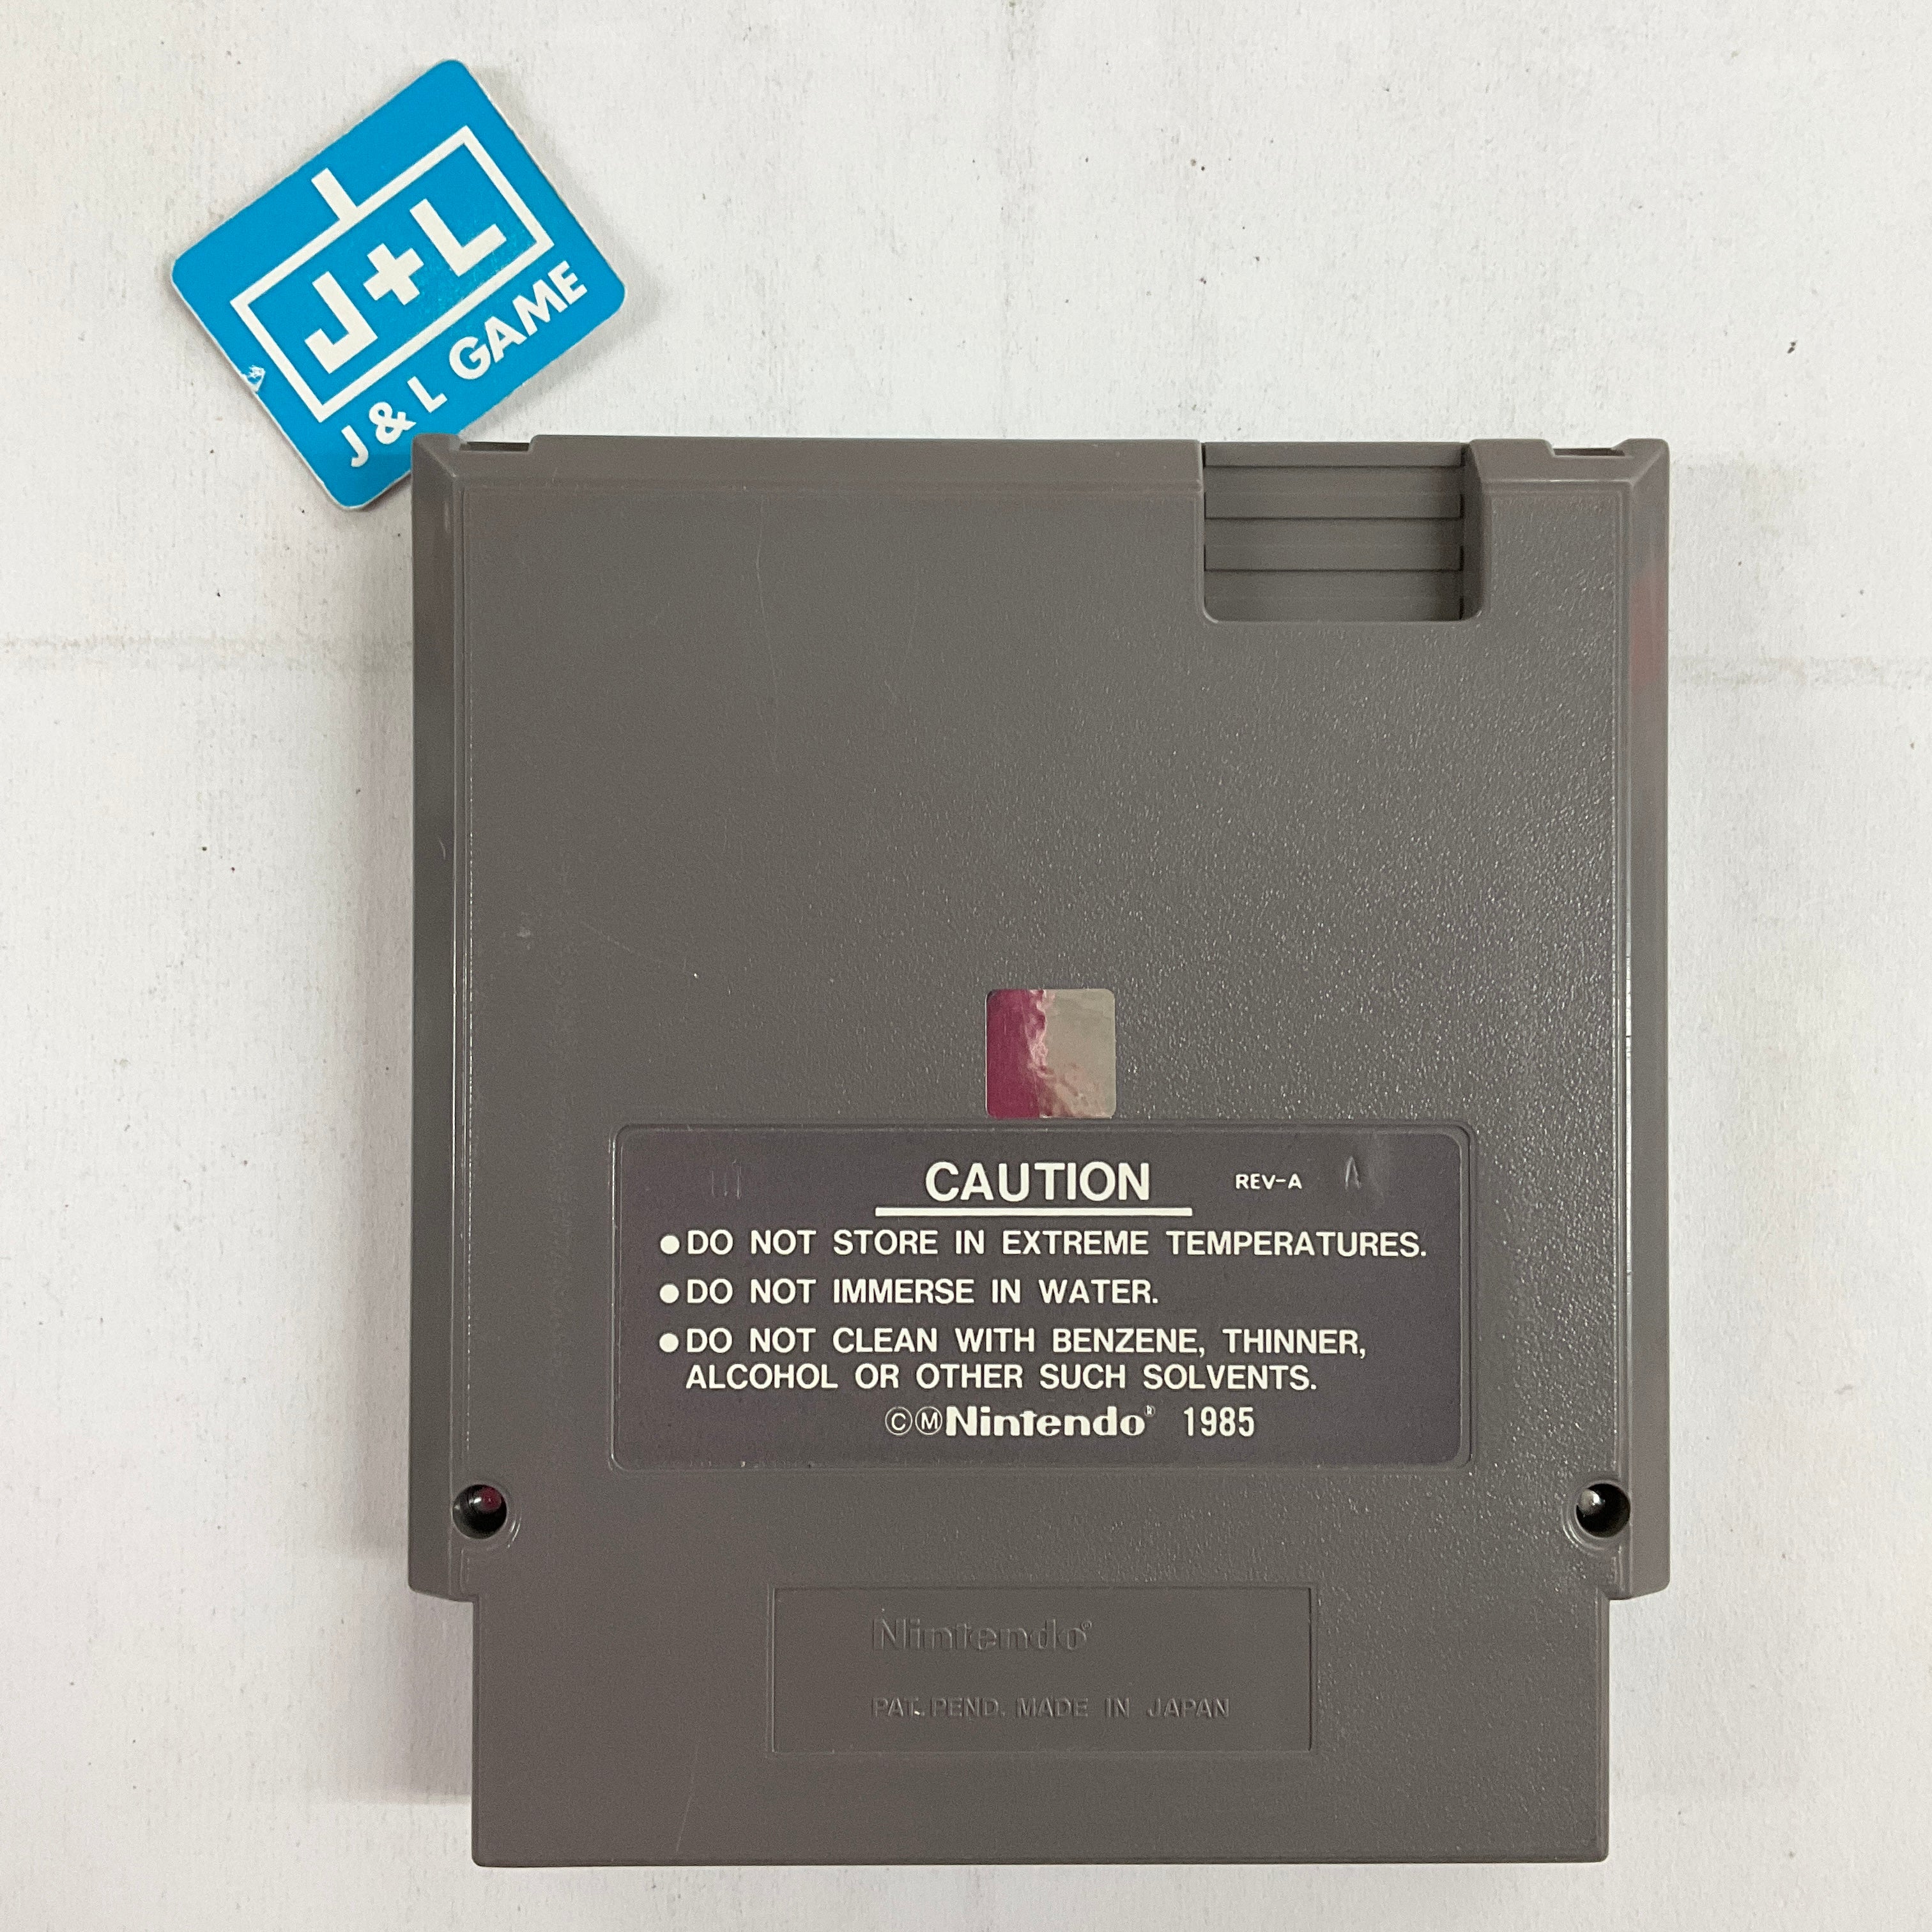 J+L
J & L GAME
CAUTION REV-A A
●DO NOT STORE IN EXTREME TEMPERATURES.
●DO NOT IMMERSE IN WATER.
●DO NOT CLEAN WITH BENZENE, THINNER,
ALCOHOL OR OTHER SUCH SOLVENTS.
©ⓂNintendo® 1985
Nintendo®
PAT. PEND. MADE IN JAPAN